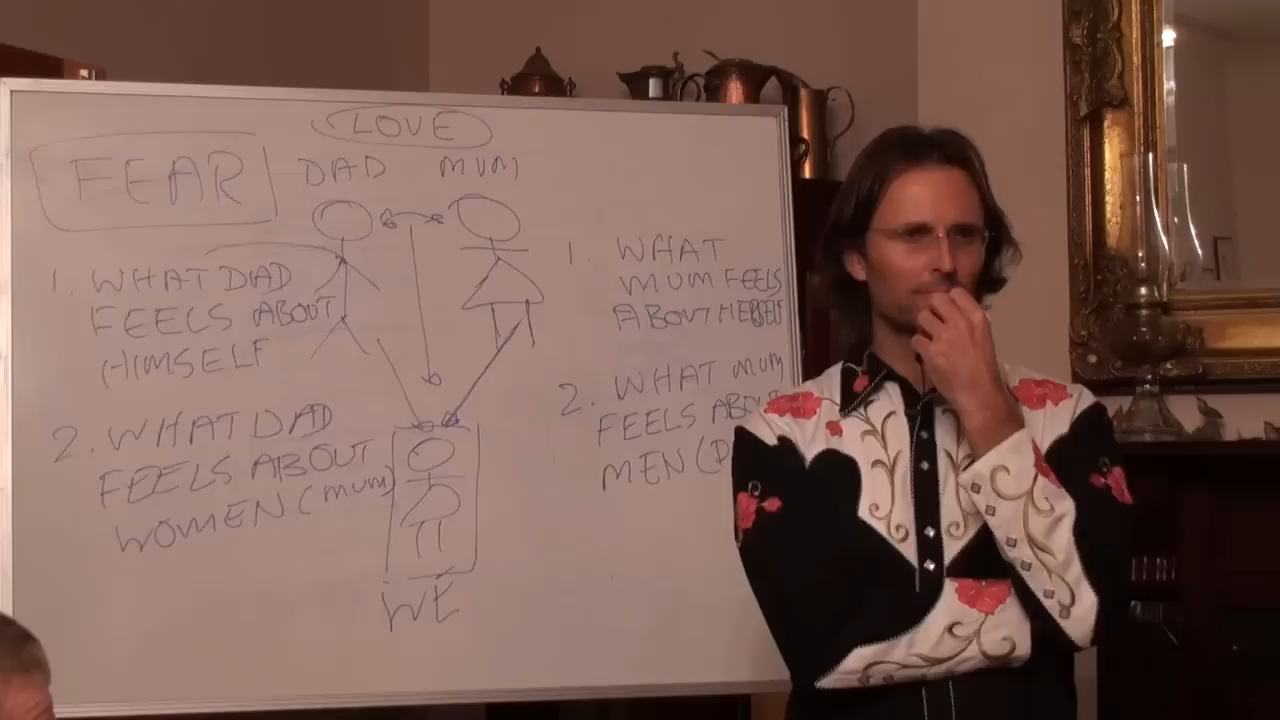 LOVE
FEAR
DAD MUM
1. WHAT DAD
FEELS ABOUT
HIMSELF
2. WHAT DAD
FEELS ABOUT
WOMEN (MUM)
WE
1. WHAT
MUM FEELS
ABOUT HERSELF
2. WHAT MUM
FEELS ABOU
MEN (D